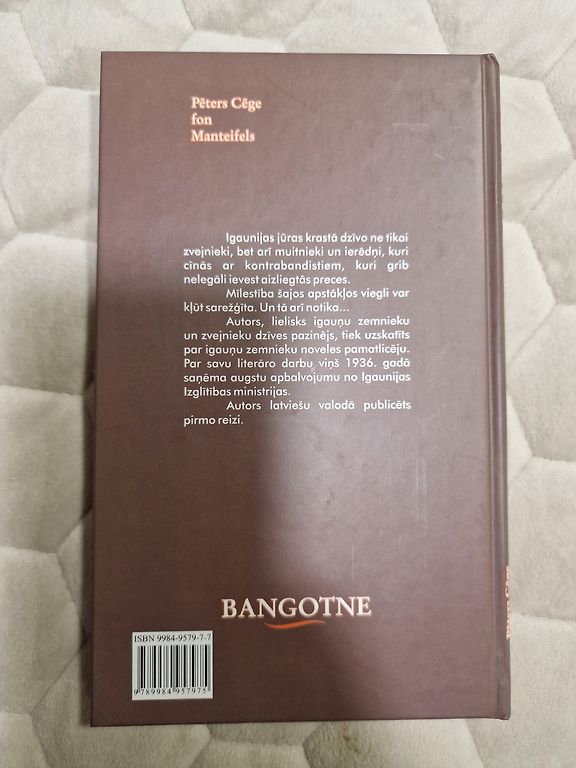 Pēters Cēge
fon
Manteifels
Igaunijas jūras krastā dzīvo ne tikai
zvejnieki, bet arī muitnieki un ierēdņi, kuri
cīnās ar kontrabandistiem, kuri grib
nelegāli ievest aizliegtās preces.
Mīlestība šajos apstākļos viegli var
kļūt sarežģīta. Un tā arī notika...
Autors, lielisks igauņu zemnieku
un zvejnieku dzīves pazinējs, tiek uzskatīts
par igauņu zemnieku noveles pamatlicēju.
Par savu literāro darbu viņš 1936. gadā
saņēma augstu apbalvojumu no Igaunijas
Izglītības ministrijas.
Autors latviešu valodā publicēts
pirmo reizi.
BANGOTNE
ISBN 9984-9579-7-7
9789984957975
Pēters Cēge